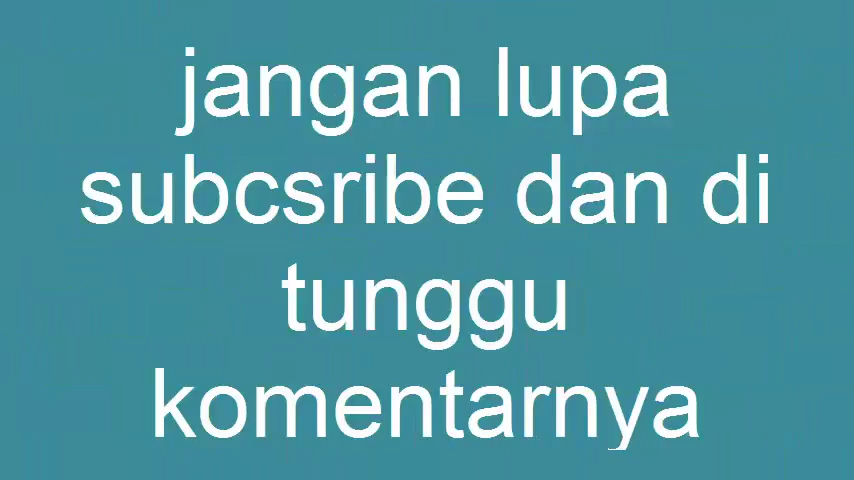 jangan lupa
subcsribe dan di
tunggu
komentarnya